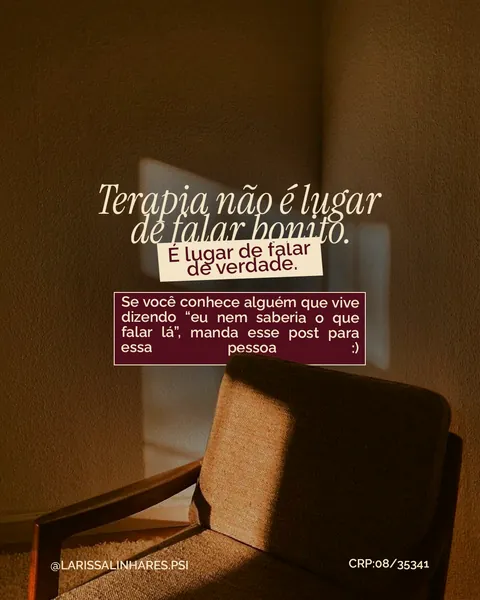 Terapia não é lugar
de falar bonito.
É lugar de falar
de verdade.
Se você conhece alguém que vive
dizendo “eu nem saberia o que
falar lá”, manda esse post para
essa pessoa :)
@LARISSALINHARES.PSI
CRP:08/35341